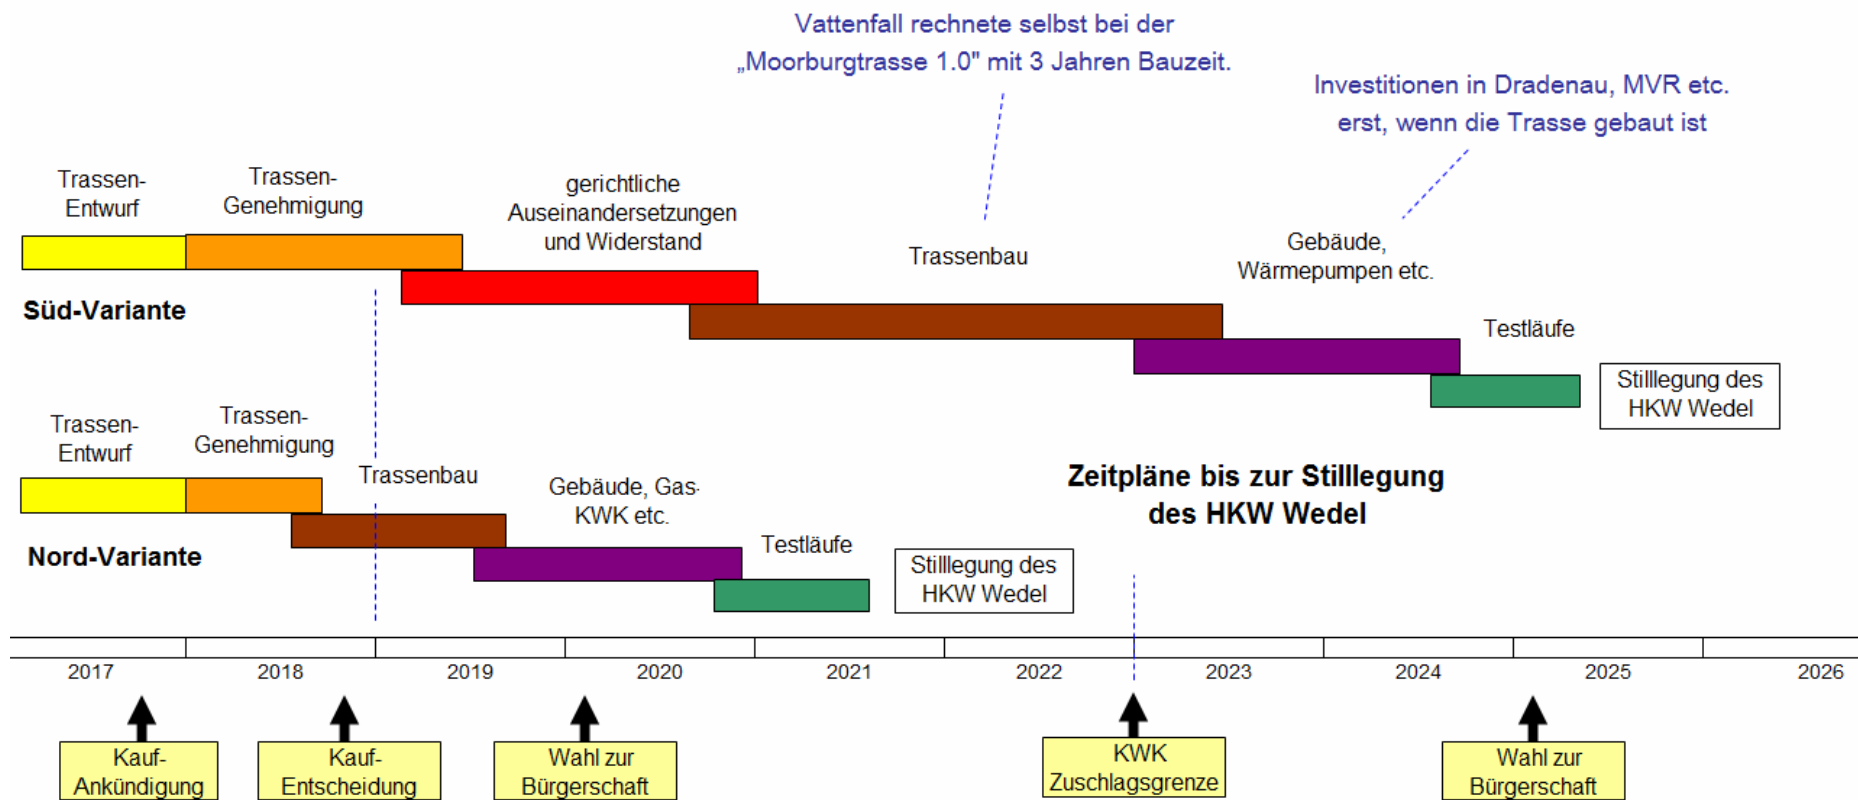 Vattenfall rechnete selbst bei der
„Moorburgtrasse 1.0" mit 3 Jahren Bauzeit.
Investitionen in Dradenau, MVR etc.
erst, wenn die Trasse gebaut ist
Trassen-
Entwurf
Trassen-
Genehmigung
gerichtliche
Auseinandersetzungen
und Widerstand
Trassenbau
Gebäude,
Wärmepumpen etc.
Testläufe
Süd-Variante
Stilllegung des
HKW Wedel
Trassen-
Entwurf
Trassen-
Genehmigung
Trassenbau
Gebäude, Gas-
KWK etc.
Testläufe
Nord-Variante
Stilllegung des
HKW Wedel
Zeitpläne bis zur Stilllegung
des HKW Wedel
2017 2018 2019 2020 2021 2022 2023 2024 2025 2026
Kauf-
Ankündigung
Kauf-
Entscheidung
Wahl zur
Bürgerschaft
KWK
Zuschlagsgrenze
Wahl zur
Bürgerschaft